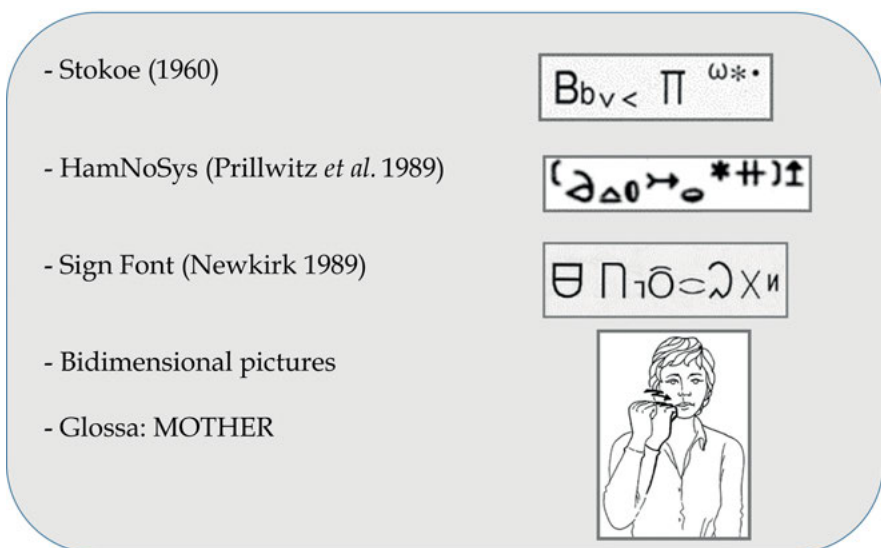 - Stokoe (1960)
- HamNoSys (Prillwitz et al. 1989)
- Sign Font (Newkirk 1989)
- Bidimensional pictures
- Glossa: MOTHER